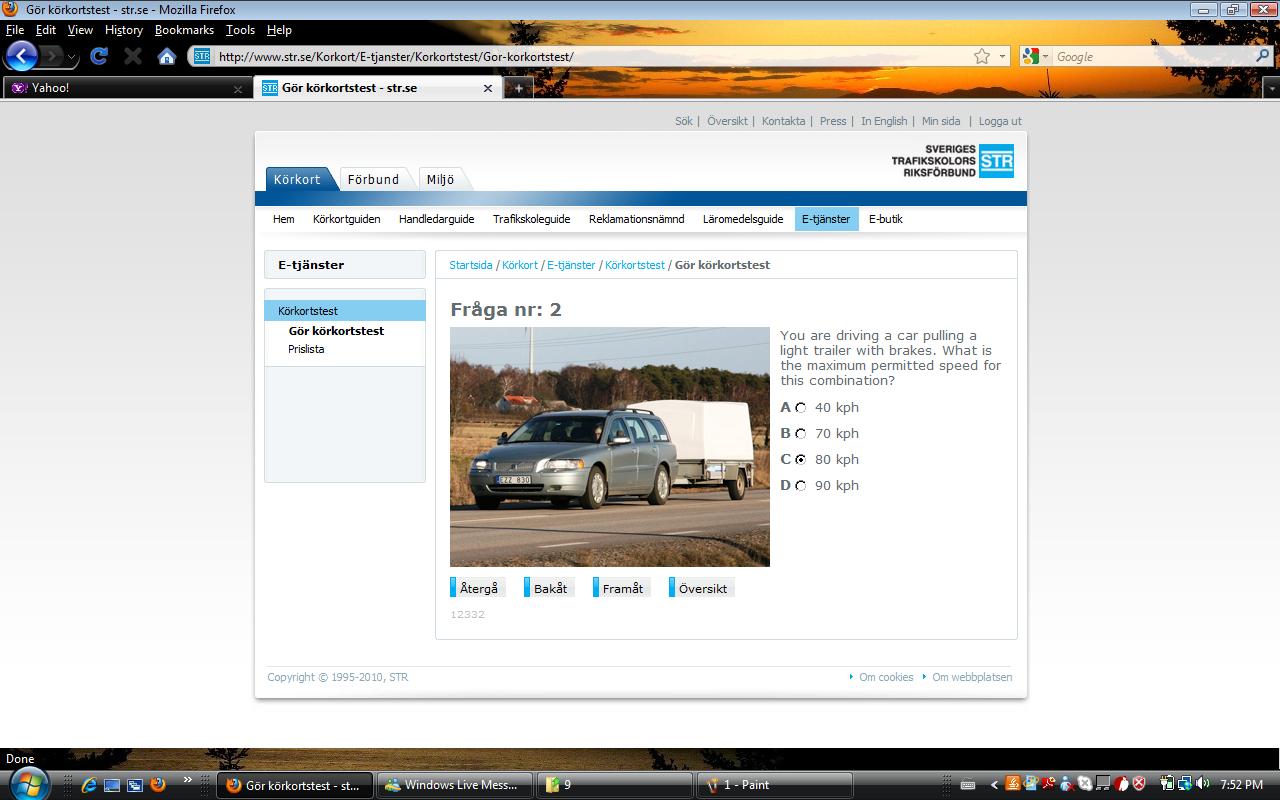 Gör körkortstest - str.se - Mozilla Firefox
File Edit View History Bookmarks Tools Help
http://www.str.se/Korkort/E-tjanster/Korkortstest/Gor-korkortstest/
Google
Yahoo!
STR Gör körkortstest - str.se
Sök | Översikt | Kontakta | Press | In English | Min sida | Logga ut
SVERIGES
TRAFIKSKOLORS
RIKSFÖRBUND
STR
Körkort Förbund Miljö
Hem Körkortguiden Handledarguide Trafikskoleguide Reklamationsnämnd Läromedelsguide E-tjänster E-butik
E-tjänster
Körkortstest
Gör körkortstest
Prislista
Startsida / Körkort / E-tjänster / Körkortstest / Gör körkortstest
Fråga nr: 2
EZZ 830
You are driving a car pulling a
light trailer with brakes. What is
the maximum permitted speed for
this combination?
A 40 kph
B 70 kph
C 80 kph
D 90 kph
Återgå Bakåt Framåt Översikt
12332
Copyright © 1995-2010, STR
Om cookies Om webbplatsen
Done
Gör körkortstest - st...
Windows Live Mess...
9
1 - Paint
7:52 PM